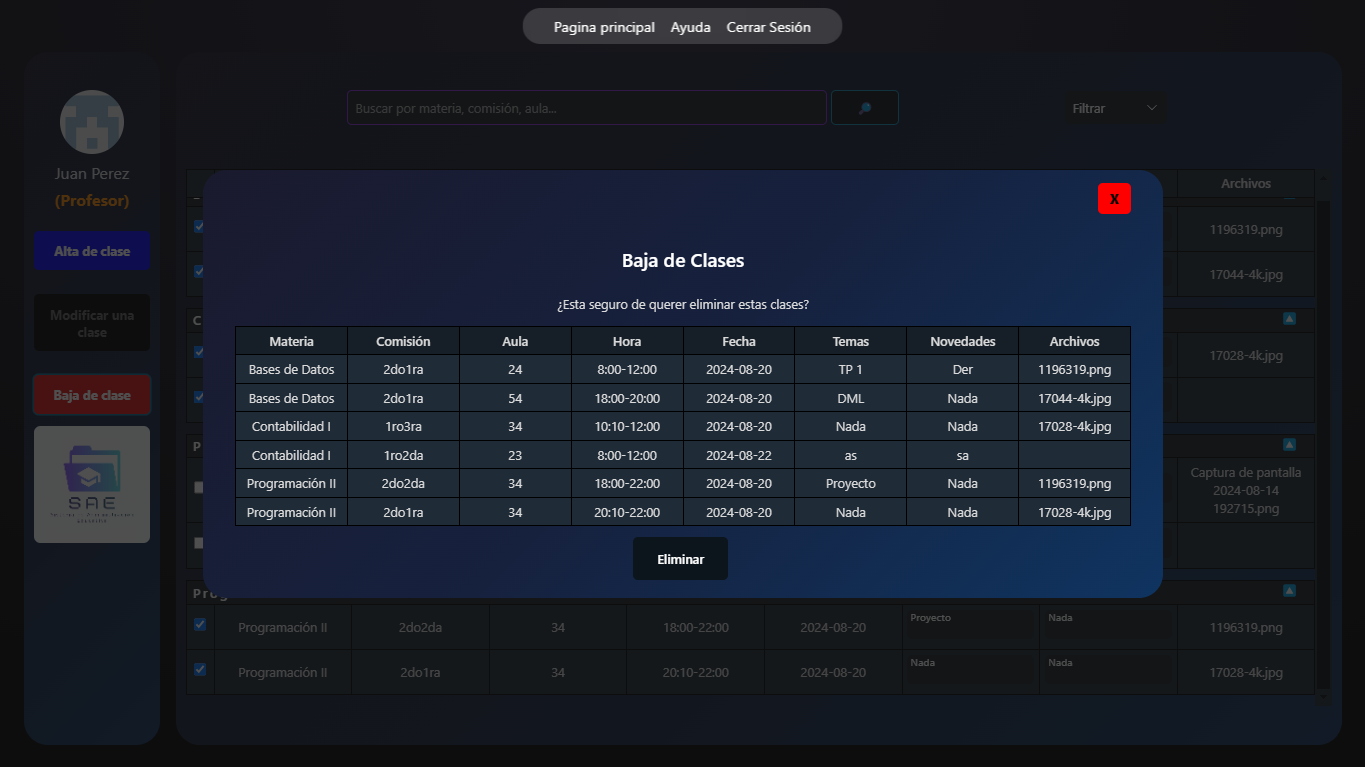 Pagina principal Ayuda Cerrar Sesión
Juan Perez
(Profesor)
Alta de clase
Modificar una
clase
Baja de clase
SAE
Buscar por materia, comisión, aula...
Filtrar
Archivos
1196319.png
17044-4k.jpg
C
17028-4k.jpg
P
Captura de pantalla
2024-08-14
192715.png
X
Baja de Clases
¿Esta seguro de querer eliminar estas clases?
Materia Comisión Aula Hora Fecha Temas Novedades Archivos
Bases de Datos 2do1ra 24 8:00-12:00 2024-08-20 TP 1 Der 1196319.png
Bases de Datos 2do1ra 54 18:00-20:00 2024-08-20 DML Nada 17044-4k.jpg
Contabilidad I 1ro3ra 34 10:10-12:00 2024-08-20 Nada Nada 17028-4k.jpg
Contabilidad I 1ro2da 23 8:00-12:00 2024-08-22 as sa
Programación II 2do2da 34 18:00-22:00 2024-08-20 Proyecto Nada 1196319.png
Programación II 2do1ra 34 20:10-22:00 2024-08-20 Nada Nada 17028-4k.jpg
Eliminar
Prog
Programación II 2do2da 34 18:00-22:00 2024-08-20 Proyecto Nada 1196319.png
Programación II 2do1ra 34 20:10-22:00 2024-08-20 Nada Nada 17028-4k.jpg